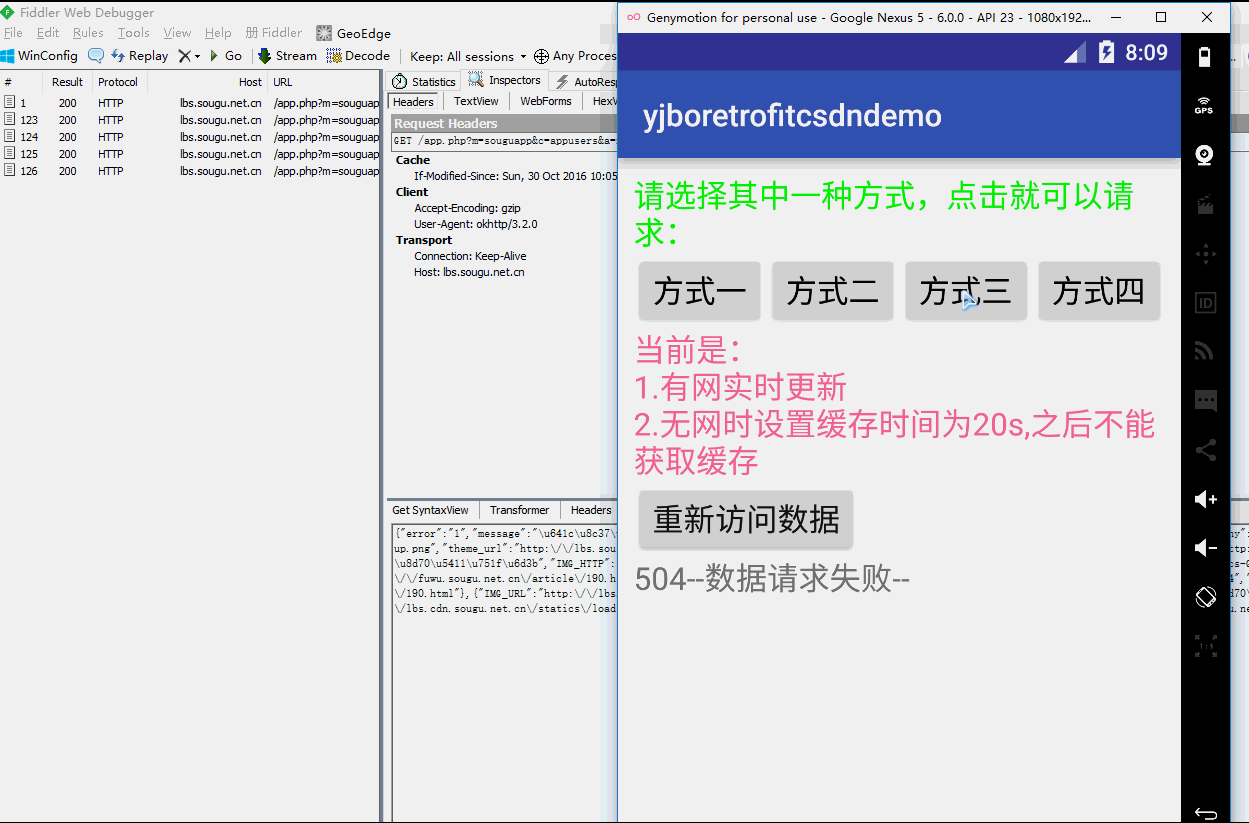 Fiddler Web Debugger
File Edit Rules Tools View Help 册 Fiddler GeoEdge
WinConfig Replay Go Stream Decode Keep: All sessions Any Proces
# Result Protocol Host URL
1 200 HTTP lbs.sougu.net.cn /app.php?m=souguap
123 200 HTTP lbs.sougu.net.cn /app.php?m=souguap
124 200 HTTP lbs.sougu.net.cn /app.php?m=souguap
125 200 HTTP lbs.sougu.net.cn /app.php?m=souguap
126 200 HTTP lbs.sougu.net.cn /app.php?m=souguap
Statistics Inspectors AutoResp
Headers TextView WebForms HexV
Request Headers
GET /app.php?m=souguapp&c=appusers&a=
Cache
If-Modified-Since: Sun, 30 Oct 2016 10:05
Client
Accept-Encoding: gzip
User-Agent: okhttp/3.2.0
Transport
Connection: Keep-Alive
Host: lbs.sougu.net.cn
Get SyntaxView Transformer Headers
{"error":"1","message":"\u641c\u8c37\
up.png","theme_url":"http:\/\/lbs.sou
\u8d70\u5411\u751f\u6d3b","IMG_HTTP":
\/\/fuwu.sougu.net.cn\/article\/190.h
\/190.html"},{"IMG_URL":"http:\/\/lbs.
\/lbs.cdn.sougu.net.cn\/statics\/load
Genymotion for personal use - Google Nexus 5 - 6.0.0 - API 23 - 1080x192...
8:09
yjboretrofitcsdndemo
请选择其中一种方式，点击就可以请
求：
方式一 方式二 方式三 方式四
当前是：
1.有网实时更新
2.无网时设置缓存时间为20s,之后不能
获取缓存
重新访问数据
504--数据请求失败--
GPS
ID
1:1